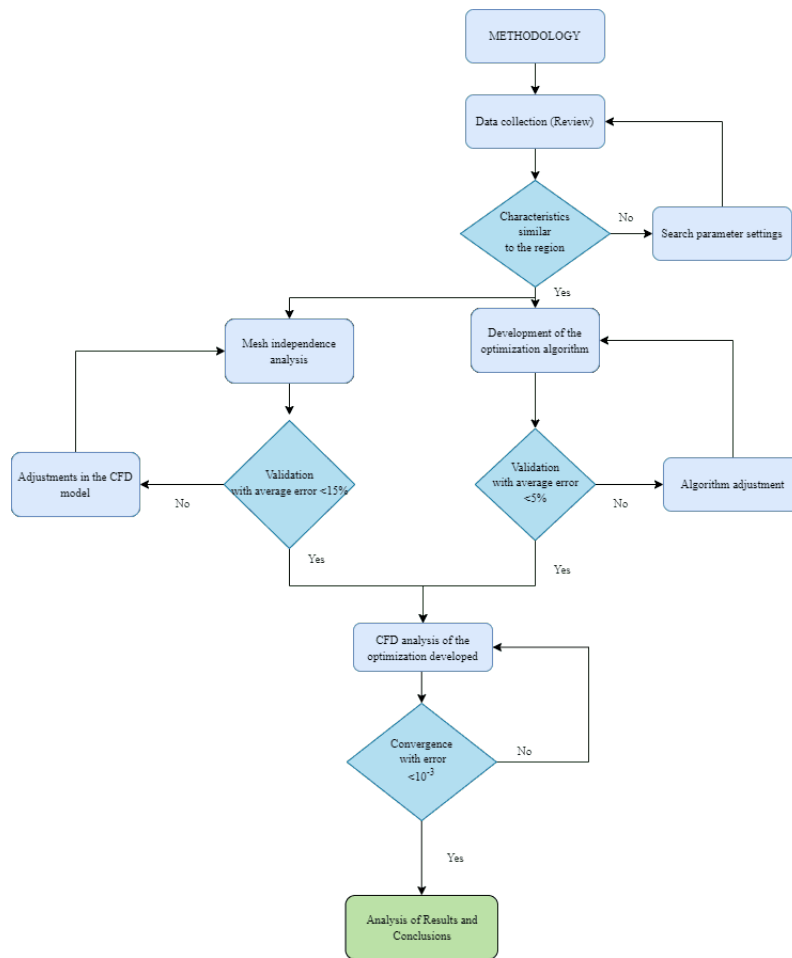 METHODOLOGY
Data collection (Review)
Characteristics
similar
to the region
No
Search parameter settings
Yes
Mesh independence
analysis
Development of the
optimization algorithm
Adjustments in the CFD
model
No
Validation
with average error <15%
Validation
with average error
<5%
No
Algorithm adjustment
Yes
Yes
CFD analysis of the
optimization developed
Convergence
with error
<10⁻³
No
Yes
Analysis of Results and
Conclusions